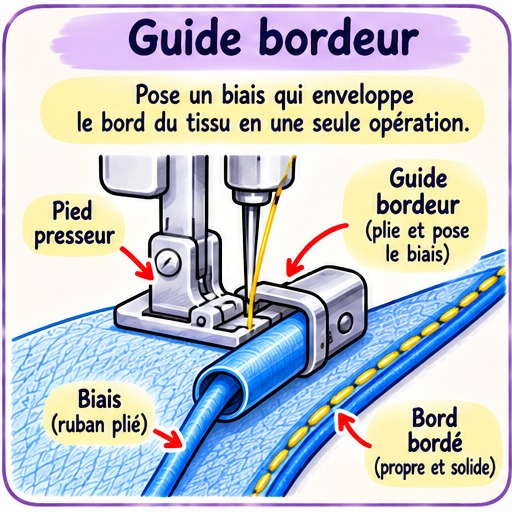 Guide bordeur
Pose un biais qui enveloppe
le bord du tissu en une seule opération.
Pied
presseur
Guide
bordeur
(plie et pose
le biais)
Biais
(ruban plié)
Bord
bordé
(propre et solide)